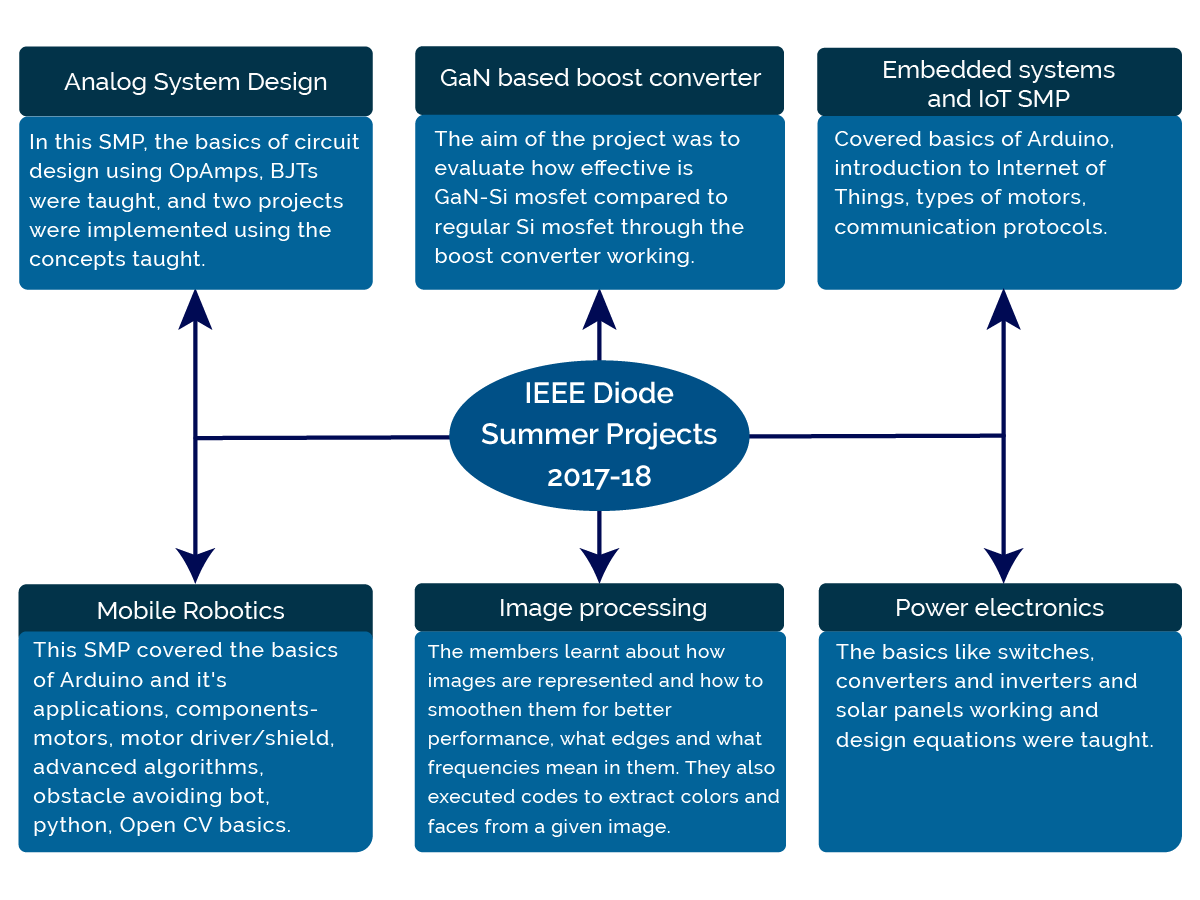 Analog System Design
In this SMP, the basics of circuit
design using OpAmps, BJTs
were taught, and two projects
were implemented using the
concepts taught.
GaN based boost converter
The aim of the project was to
evaluate how effective is
GaN-Si mosfet compared to
regular Si mosfet through the
boost converter working.
Embedded systems
and IoT SMP
Covered basics of Arduino,
introduction to Internet of
Things, types of motors,
communication protocols.
IEEE Diode
Summer Projects
2017-18
Mobile Robotics
This SMP covered the basics
of Arduino and it's
applications, components-
motors, motor driver/shield,
advanced algorithms,
obstacle avoiding bot,
python, Open CV basics.
Image processing
The members learnt about how
images are represented and how to
smoothen them for better
performance, what edges and what
frequencies mean in them. They also
executed codes to extract colors and
faces from a given image.
Power electronics
The basics like switches,
converters and inverters and
solar panels working and
design equations were taught.